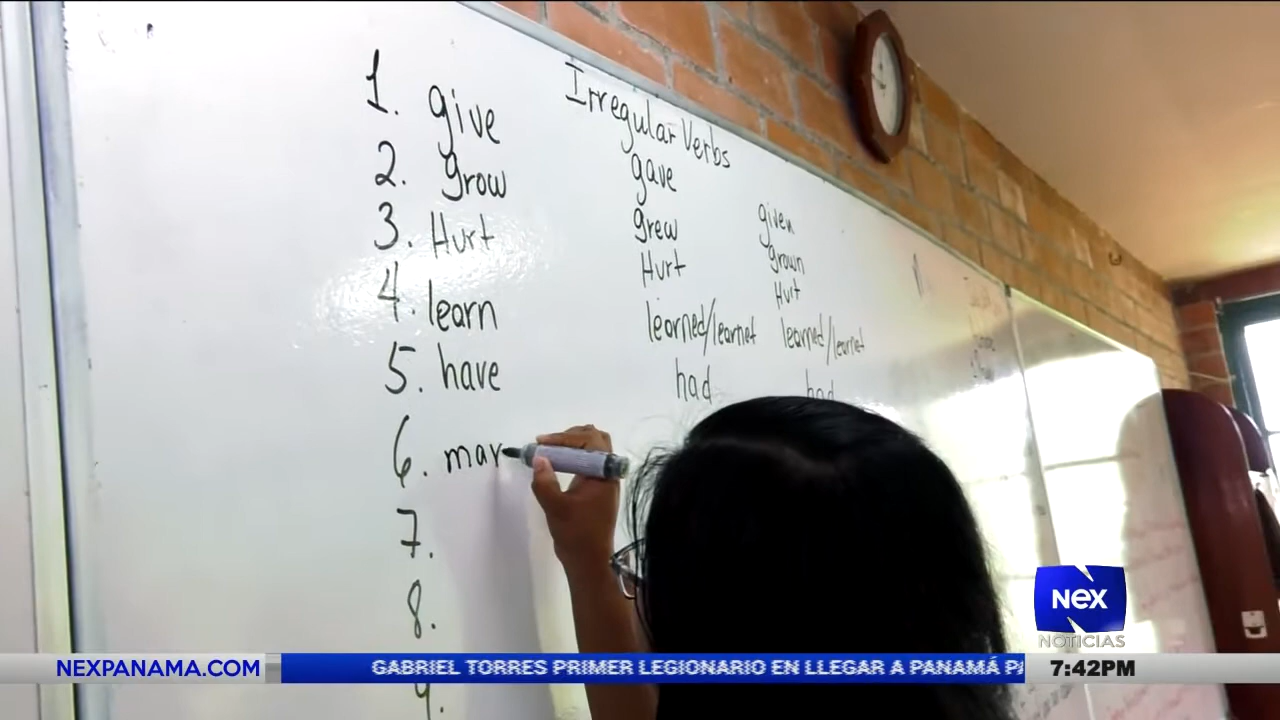 Irregular Verbs
1. give gave given
2. grow grew grown
3. Hurt Hurt Hurt
4. learn learned/learnet learned/learnet
5. have had had
6. mar
7.
8.
9.
NEX
NOTICIAS
NEXPANAMA.COM GABRIEL TORRES PRIMER LEGIONARIO EN LLEGAR A PANAMÁ 7:42PM